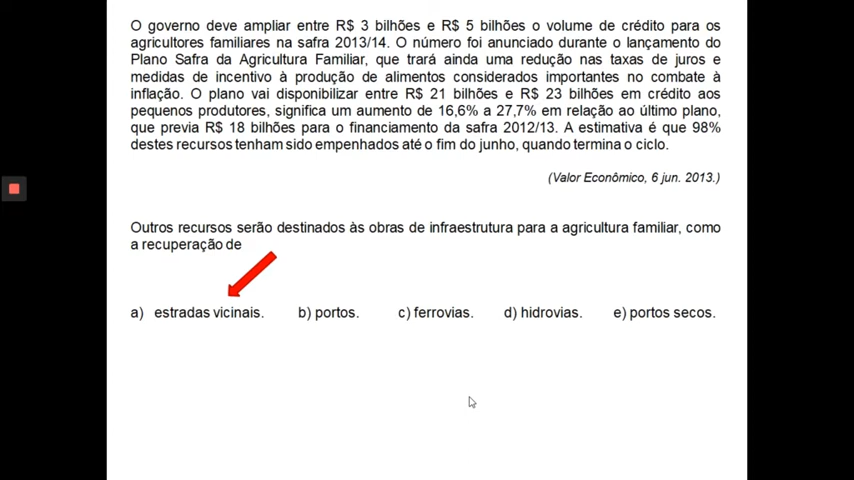 O governo deve ampliar entre R$ 3 bilhões e R$ 5 bilhões o volume de crédito para os
agricultores familiares na safra 2013/14. O número foi anunciado durante o lançamento do
Plano Safra da Agricultura Familiar, que trará ainda uma redução nas taxas de juros e
medidas de incentivo à produção de alimentos considerados importantes no combate à
inflação. O plano vai disponibilizar entre R$ 21 bilhões e R$ 23 bilhões em crédito aos
pequenos produtores, significa um aumento de 16,6% a 27,7% em relação ao último plano,
que previa R$ 18 bilhões para o financiamento da safra 2012/13. A estimativa é que 98%
destes recursos tenham sido empenhados até o fim do junho, quando termina o ciclo.
(Valor Econômico, 6 jun. 2013.)
Outros recursos serão destinados às obras de infraestrutura para a agricultura familiar, como
a recuperação de
a) estradas vicinais. b) portos. c) ferrovias. d) hidrovias. e) portos secos.